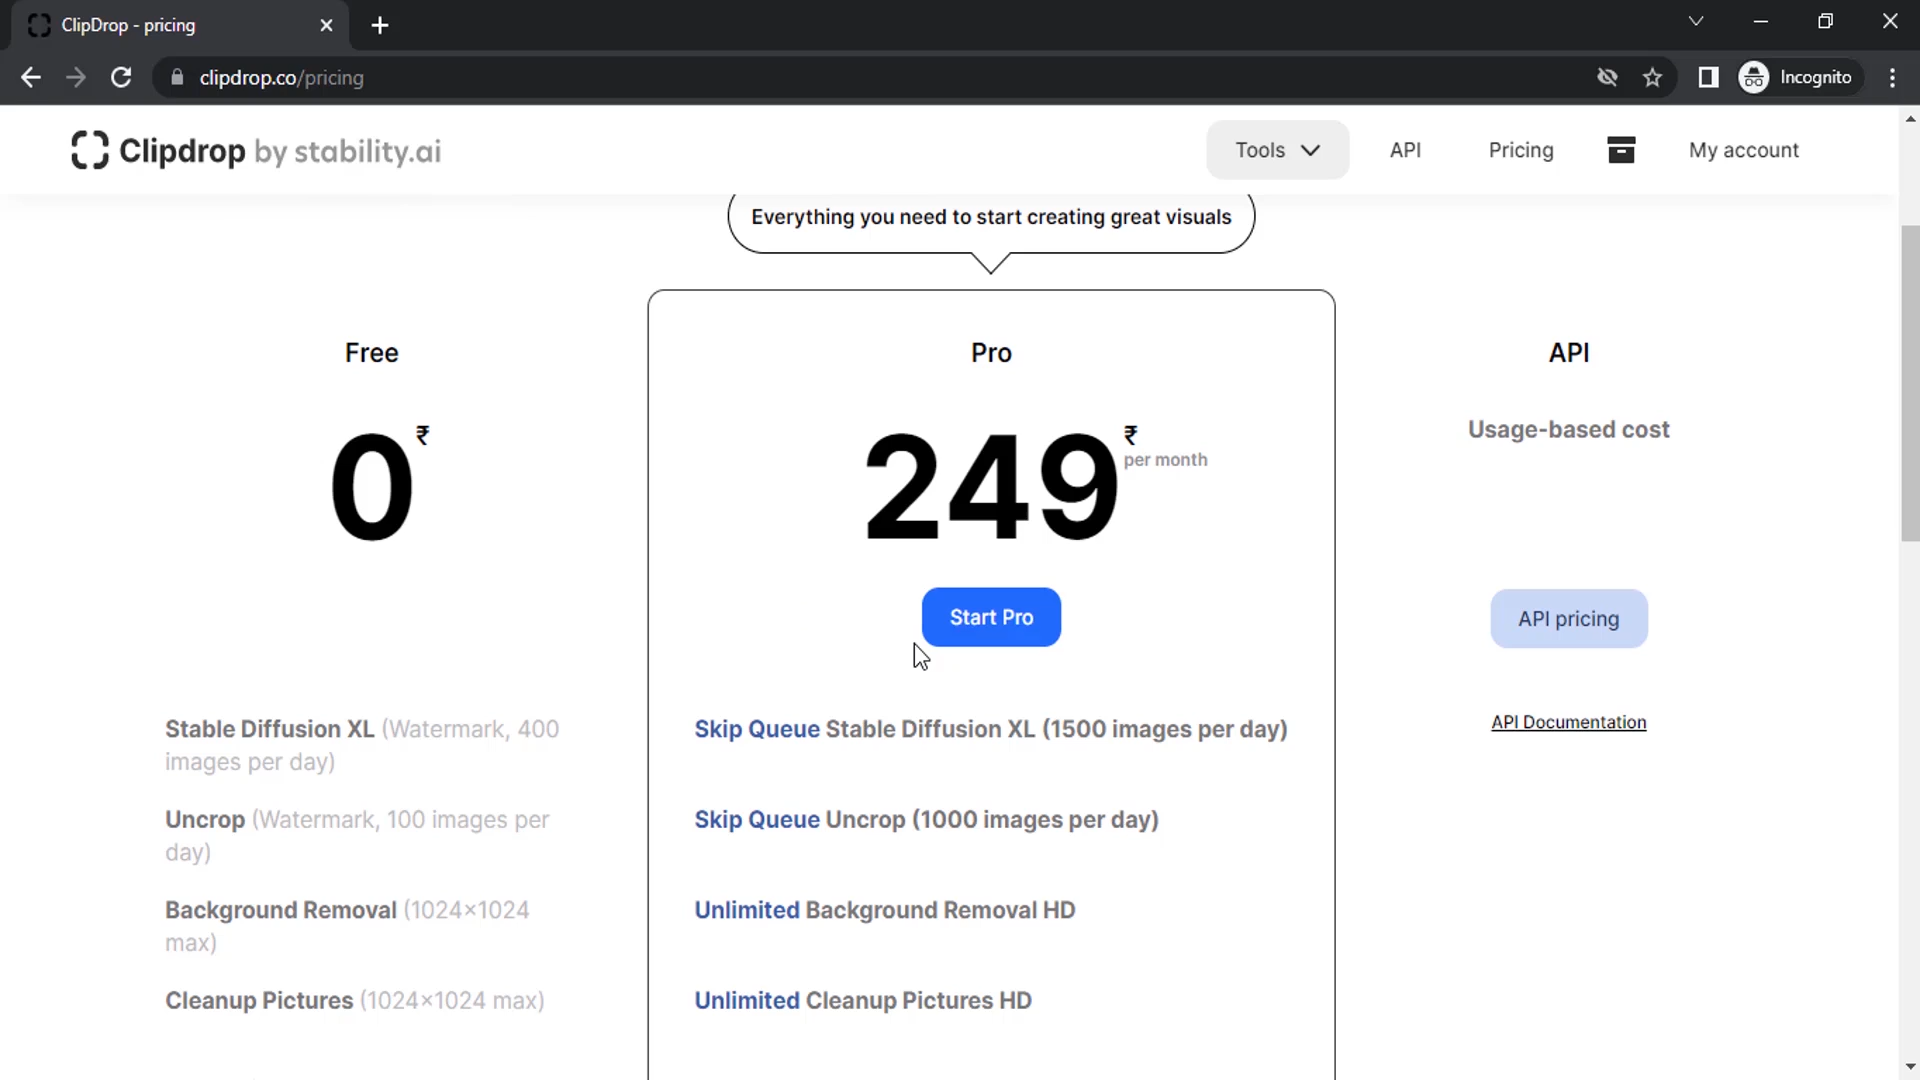 ClipDrop - pricing
clipdrop.co/pricing
Incognito
Clipdrop by stability.ai
Tools
API
Pricing
My account
Everything you need to start creating great visuals
Free
0 ₹
Stable Diffusion XL (Watermark, 400
images per day)
Uncrop (Watermark, 100 images per
day)
Background Removal (1024×1024
max)
Cleanup Pictures (1024×1024 max)
Pro
249 ₹
per month
Start Pro
Skip Queue Stable Diffusion XL (1500 images per day)
Skip Queue Uncrop (1000 images per day)
Unlimited Background Removal HD
Unlimited Cleanup Pictures HD
API
Usage-based cost
API pricing
API Documentation